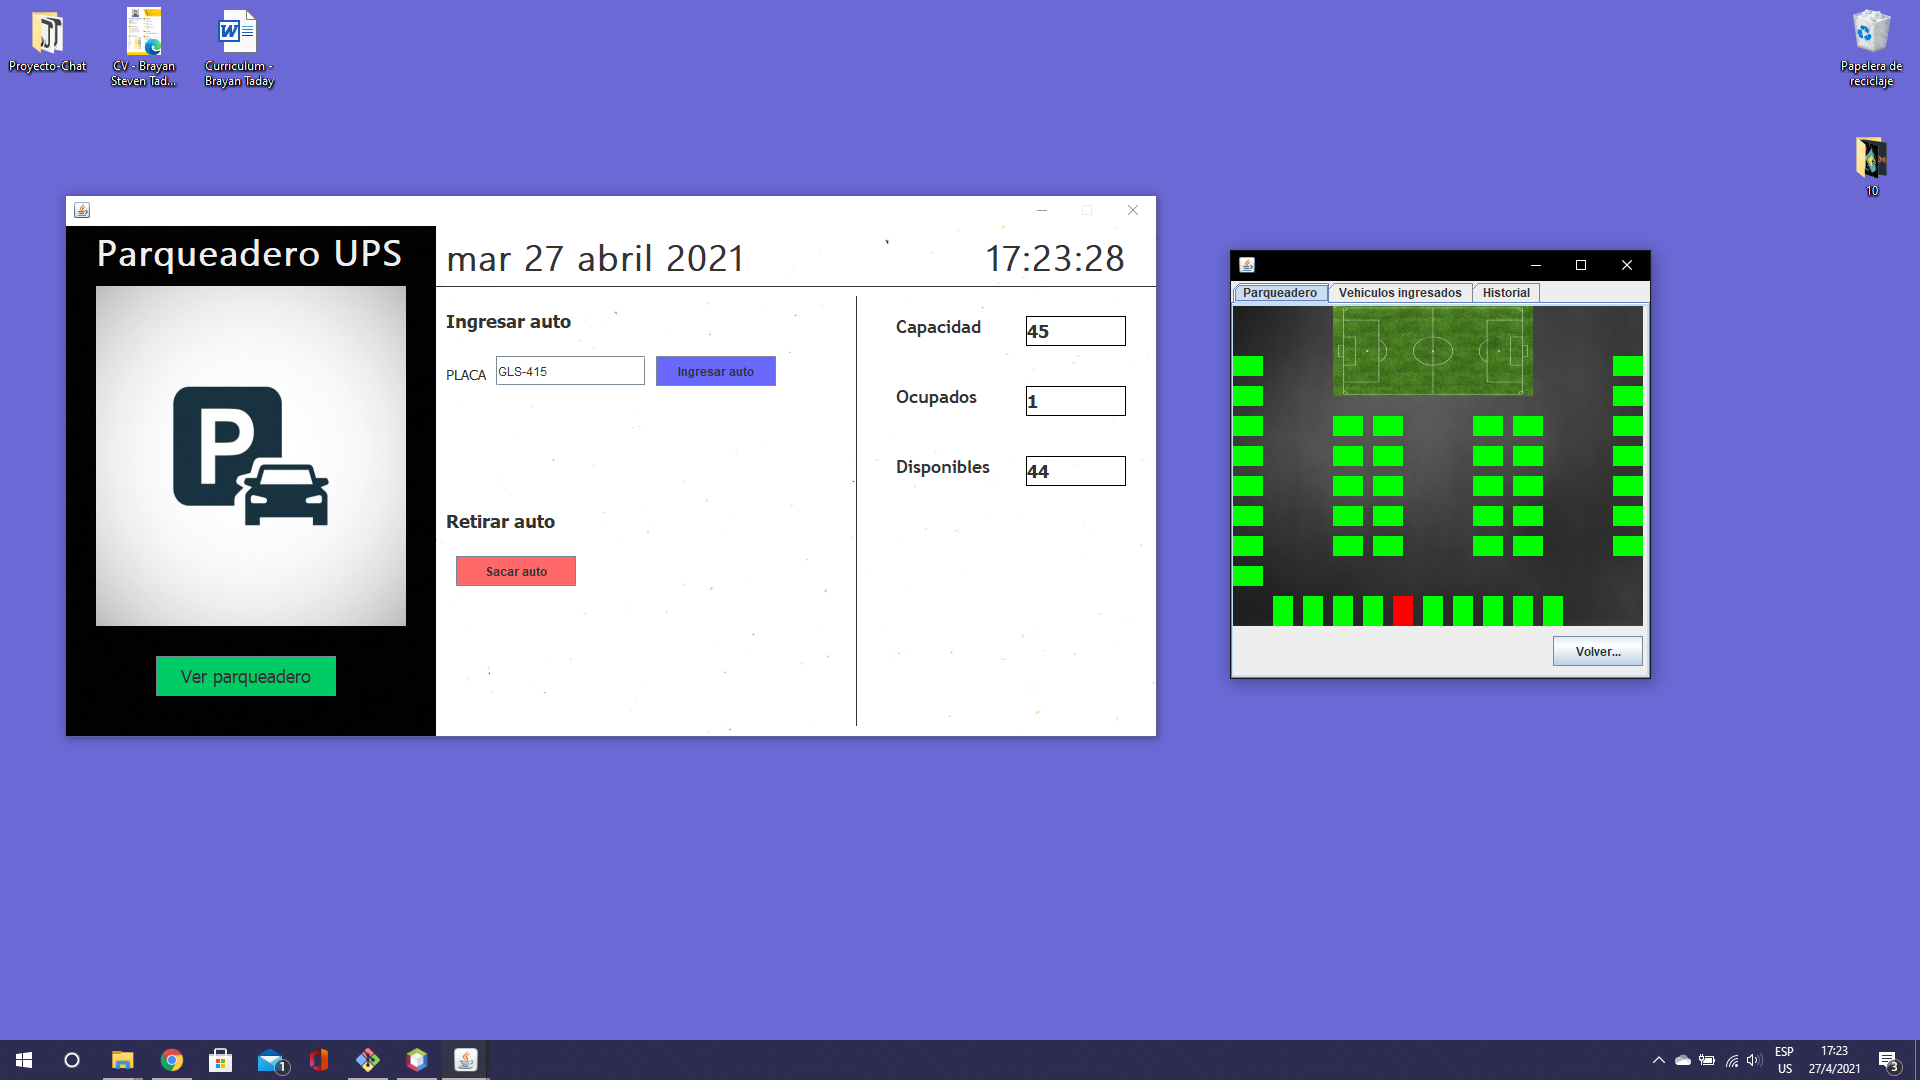 Proyecto-Chat
CV - Brayan
Steven Tad...
Curriculum -
Brayan Taday
Papelera de
reciclaje
10
Parqueadero UPS
P
Ver parqueadero
mar 27 abril 2021
17:23:28
Ingresar auto
PLACA
GLS-415
Ingresar auto
Retirar auto
Sacar auto
Capacidad
45
Ocupados
1
Disponibles
44
Parqueadero
Vehiculos ingresados
Historial
Volver...
1
ESP
US
17:23
27/4/2021
3